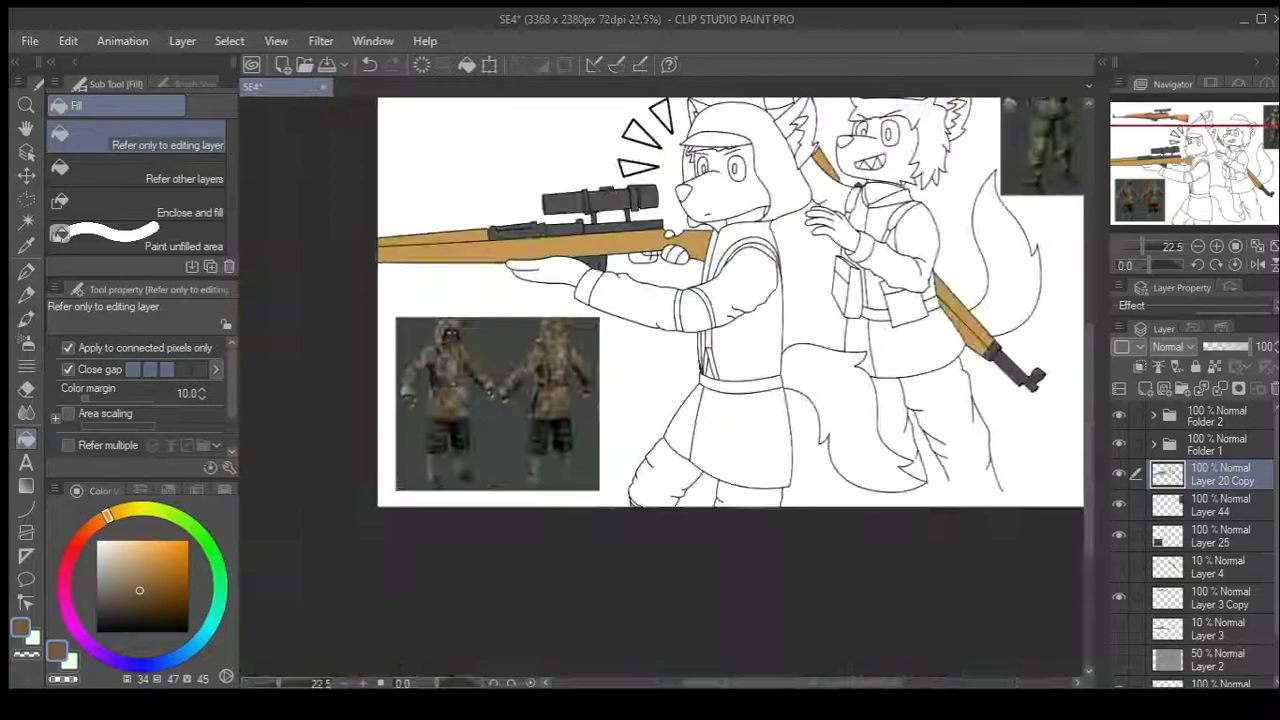 SE4* (3368 x 2380px 72dpi 22.5%) - CLIP STUDIO PAINT PRO
File Edit Animation Layer Select View Filter Window Help
Sub Tool [Fill]
SE4*
Navigator
Fill
Refer only to editing layer
Refer other layers
Enclose and fill
Paint unfilled area
22.5
0.0
Tool property [Refer only to editing
Layer Property
Refer only to editing layer
Effect
Layer
Apply to connected pixels only
Normal 100
Close gap
Color margin
10.0
Area scaling
Refer multiple
100 % Normal
Folder 2
100 % Normal
Folder 1
100 % Normal
Layer 20 Copy
100 % Normal
Layer 44
100 % Normal
Layer 25
10 % Normal
Layer 4
100 % Normal
Layer 3 Copy
10 % Normal
Layer 3
50 % Normal
Layer 2
100 % Normal
Color
H 34 S 47 V 45
22.5 0.0